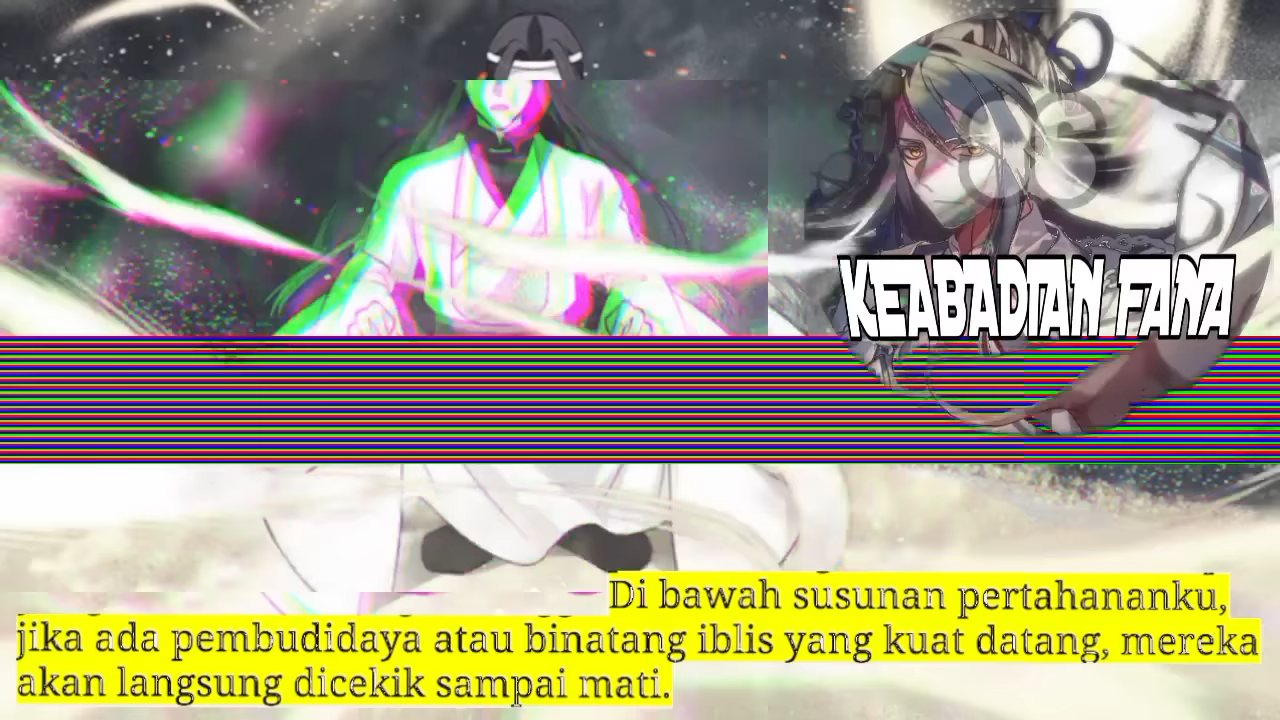 KEABADIAN FANA
Di bawah susunan pertahananku,
jika ada pembudidaya atau binatang iblis yang kuat datang, mereka
akan langsung dicekik sampai mati.